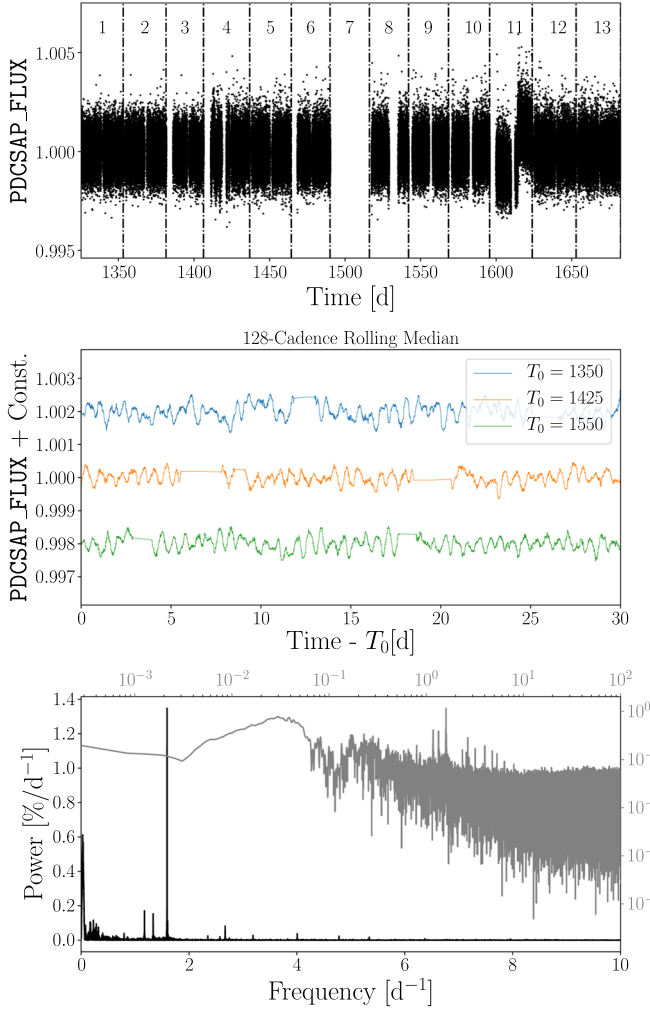 1 2 3 4 5 6 7 8 9 10 11 12 13
1.005
1.000
0.995
PDCSAP_FLUX
1350 1400 1450 1500 1550 1600 1650
Time [d]
128-Cadence Rolling Median
1.003
1.002
1.001
1.000
0.999
0.998
0.997
PDCSAP_FLUX + Const.
T₀ = 1350
T₀ = 1425
T₀ = 1550
0 5 10 15 20 25 30
Time - T₀[d]
10⁻³ 10⁻² 10⁻¹ 10⁰ 10¹ 10²
1.4
1.2
1.0
0.8
0.6
0.4
0.2
0.0
Power [%/d⁻¹]
10⁰
10⁻
10⁻
10⁻
10⁻
0 2 4 6 8 10
Frequency [d⁻¹]